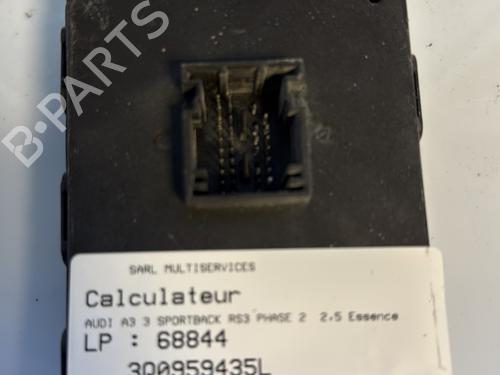 B-PARTS
SARL MULTISERVICES
Calculateur
AUDI A3 3 SPORTBACK RS3 PHASE 2 2.5 Essence
LP : 68844
3Q0959435L